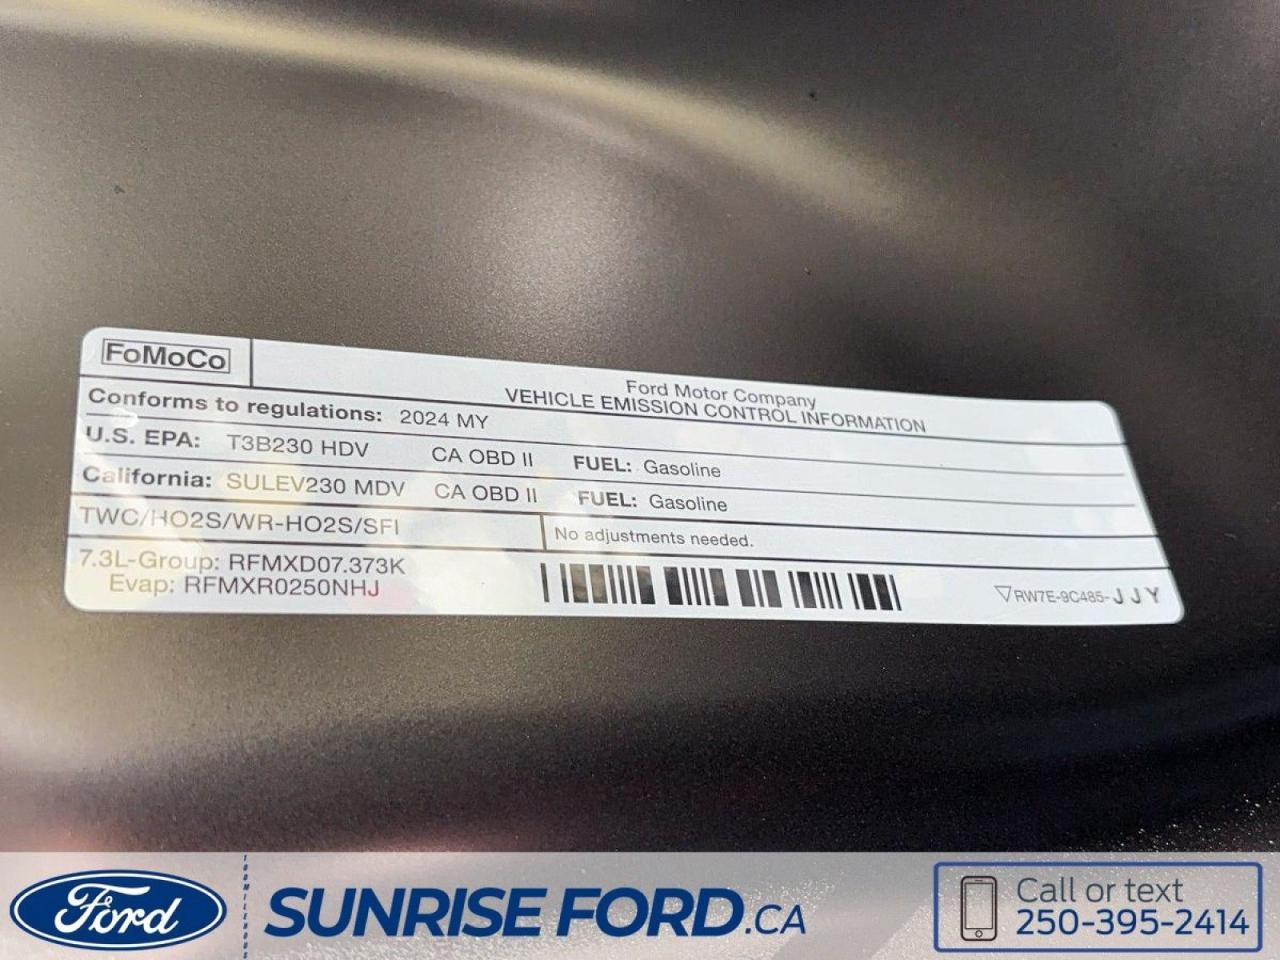 FoMoCo
Ford Motor Company
VEHICLE EMISSION CONTROL INFORMATION
Conforms to regulations: 2024 MY
U.S. EPA: T3B230 HDV CA OBD II FUEL: Gasoline
California: SULEV230 MDV CA OBD II FUEL: Gasoline
TWC/HO2S/WR-HO2S/SFI No adjustments needed.
7.3L-Group: RFMXD07.373K
Evap: RFMXR0250NHJ
RW7E-9C485-JJY
Ford
SUNRISE FORD.CA
Call or text
250-395-2414